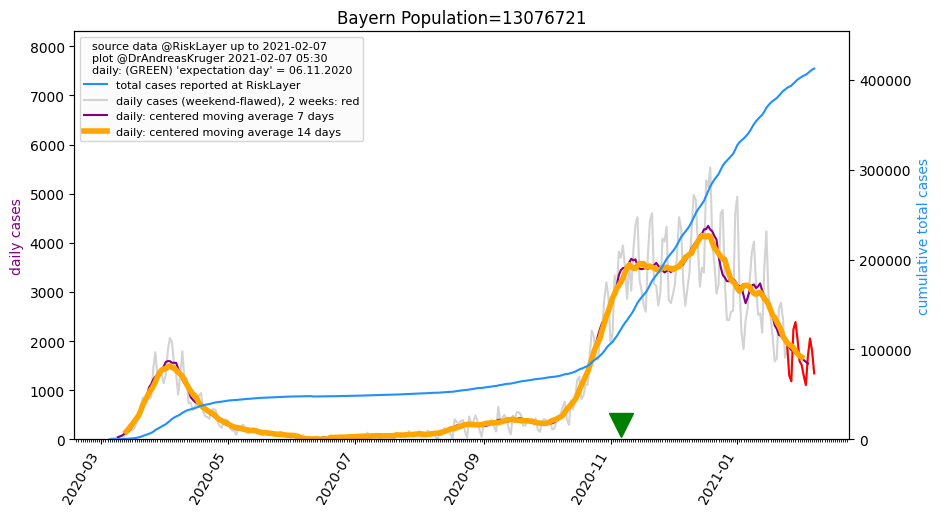 Bayern Population=13076721
source data @RiskLayer up to 2021-02-07
plot @DrAndreasKruger 2021-02-07 05:30
daily: (GREEN) 'expectation day' = 06.11.2020
total cases reported at RiskLayer
daily cases (weekend-flawed), 2 weeks: red
daily: centered moving average 7 days
daily: centered moving average 14 days
daily cases
8000
7000
6000
5000
4000
3000
2000
1000
0
400000
300000
200000
100000
0
cumulative total cases
2020-03
2020-05
2020-07
2020-09
2020-11
2021-01